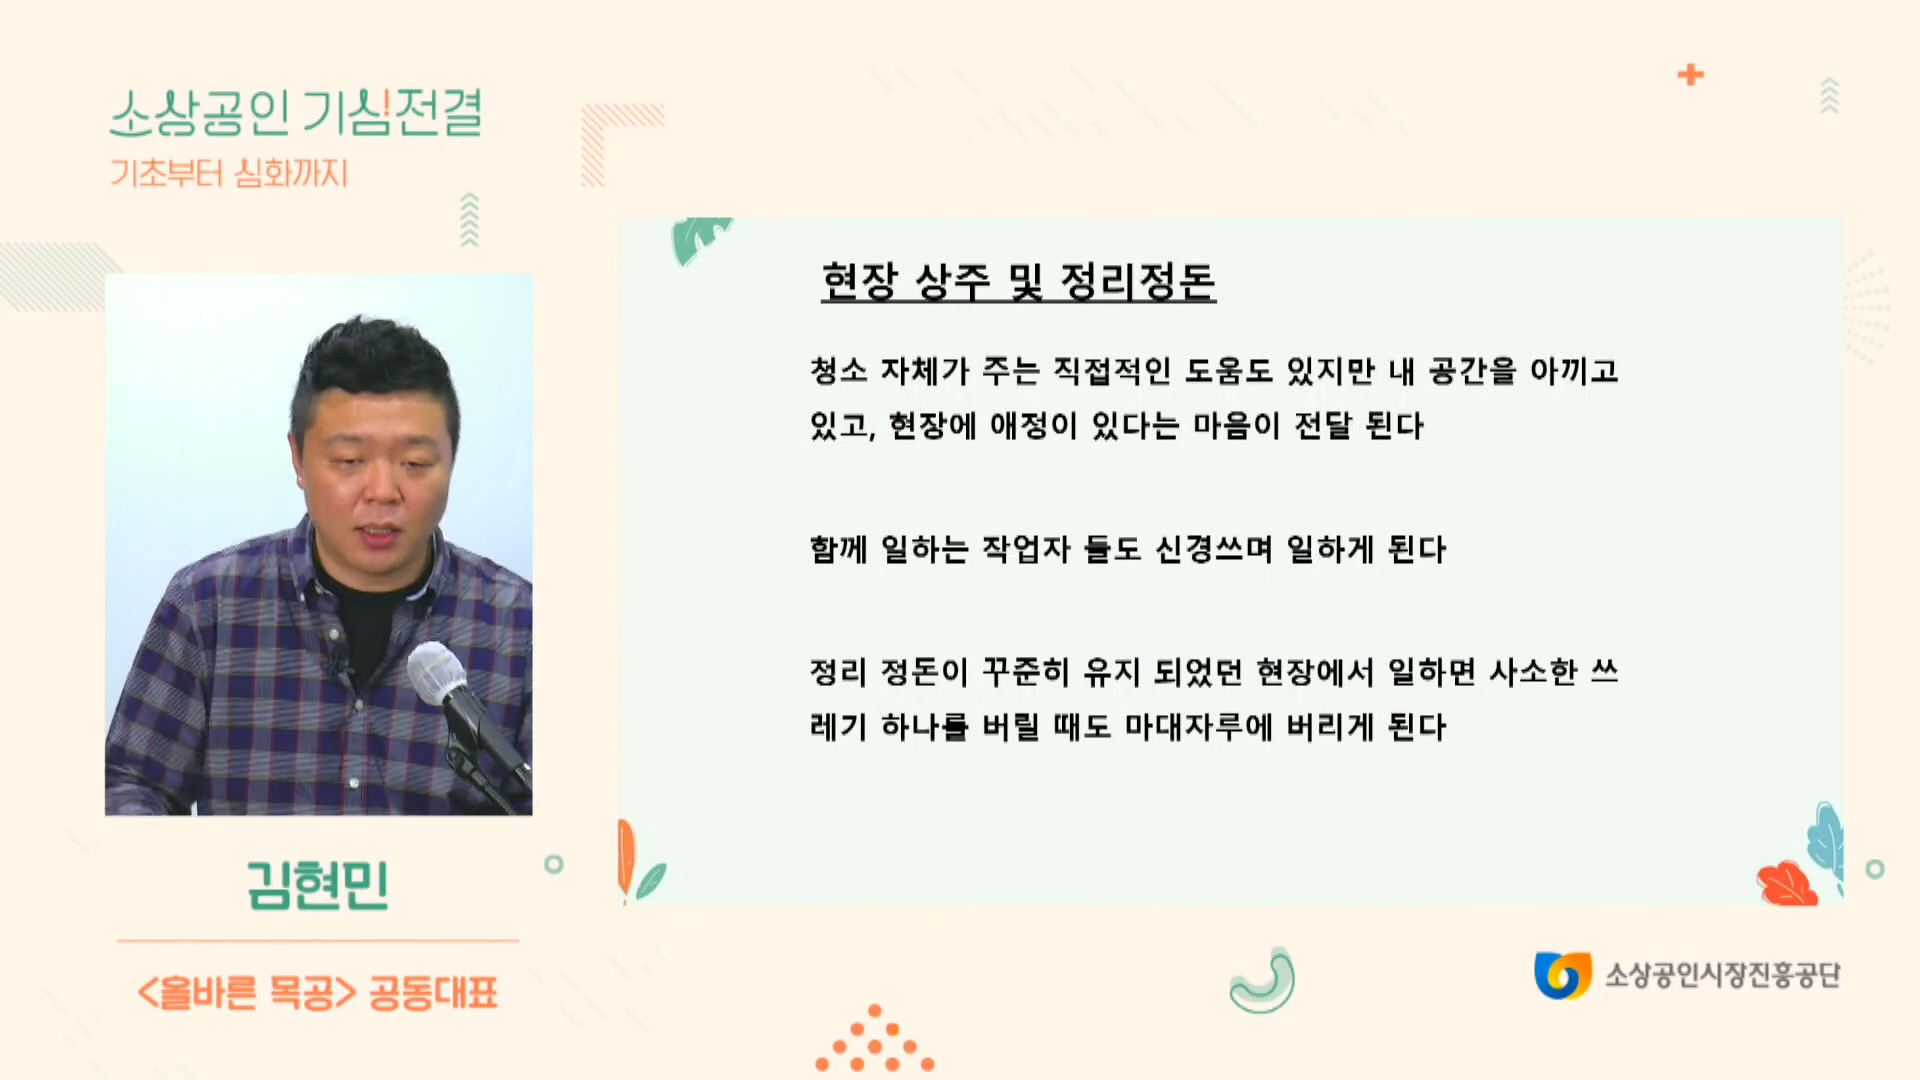 소상공인 기심전결
기초부터 심화까지
현장 상주 및 정리정돈
청소 자체가 주는 직접적인 도움도 있지만 내 공간을 아끼고
있고, 현장에 애정이 있다는 마음이 전달 된다
함께 일하는 작업자 들도 신경쓰며 일하게 된다
정리 정돈이 꾸준히 유지 되었던 현장에서 일하면 사소한 쓰
레기 하나를 버릴 때도 마대자루에 버리게 된다
김현민
<올바른 목공> 공동대표
소상공인시장진흥공단